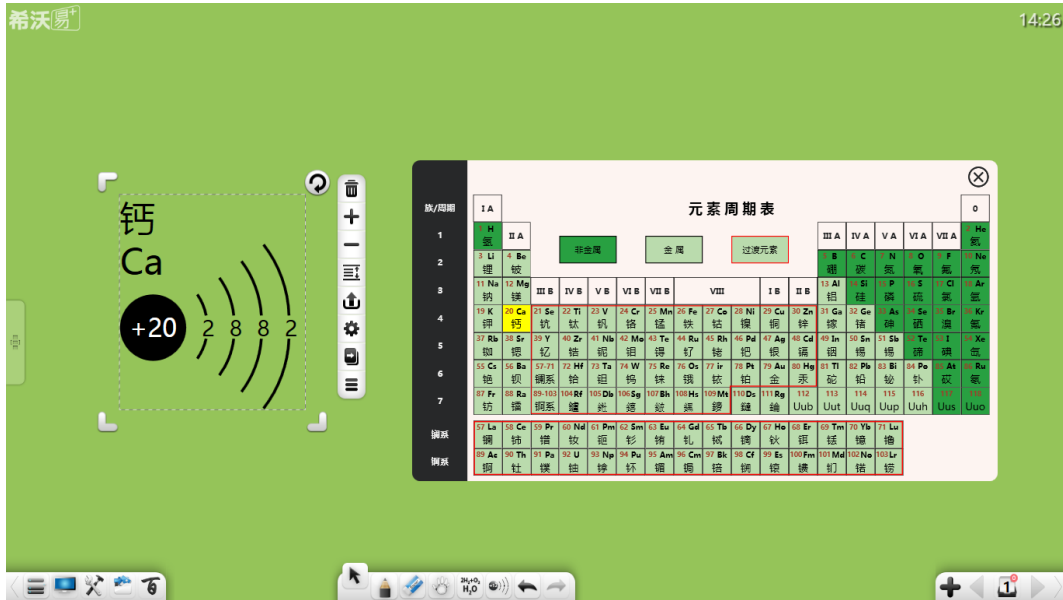 希沃易+
14:26
钙
Ca
+20 2 8 8 2
元素周期表
族/周期 I A 0
1 1 H 氢 II A 非金属 金属 过渡元素 III A IV A V A VI A VII A 2 He 氦
2 3 Li 锂 4 Be 铍 5 B 硼 6 C 碳 7 N 氮 8 O 氧 9 F 氟 10 Ne 氖
3 11 Na 钠 12 Mg 镁 III B IV B V B VI B VII B VIII I B II B 13 Al 铝 14 Si 硅 15 P 磷 16 S 硫 17 Cl 氯 18 Ar 氩
4 19 K 钾 20 Ca 钙 21 Se 钪 22 Ti 钛 23 V 钒 24 Cr 铬 25 Mn 锰 26 Fe 铁 27 Co 钴 28 Ni 镍 29 Cu 铜 30 Zn 锌 31 Ga 镓 32 Ge 锗 33 As 砷 34 Se 硒 35 Br 溴 36 Kr 氪
5 37 Rb 铷 38 Sr 锶 39 Y 钇 40 Zr 锆 41 Nb 铌 42 Mo 钼 43 Te 锝 44 Ru 钌 45 Rh 铑 46 Pd 钯 47 Ag 银 48 Cd 镉 49 In 铟 50 Sn 锡 51 Sb 锑 52 Te 碲 53 I 碘 54 Xe 氙
6 55 Cs 铯 56 Ba 钡 57-71 镧系 72 Hf 铪 73 Ta 钽 74 W 钨 75 Re 铼 76 Os 锇 77 ir 铱 78 Pt 铂 79 Au 金 80 Hg 汞 81 Tl 铊 82 Pb 铅 83 Bi 铋 84 Po 钋 85 At 砹 86 Ru 氡
7 87 Fr 钫 88 Ra 镭 89-103 锕系 104 Rf 105 Db 106 Sg 107 Bh 108 Hs 109 Mt 110 Ds 111 Rg 112 Uub 113 Uut 114 Uuq 115 Uup 116 Uuh 117 Uus 118 Uuo
镧系 57 La 镧 58 Ce 铈 59 Pr 镨 60 Nd 钕 61 Pm 钷 62 Sm 钐 63 Eu 铕 64 Gd 钆 65 Tb 铽 66 Dy 镝 67 Ho 钬 68 Er 铒 69 Tm 铥 70 Yb 镱 71 Lu 镥
锕系 89 Ac 锕 90 Th 钍 91 Pa 镤 92 U 铀 93 Np 镎 94 Pu 钚 95 Am 镅 96 Cm 锔 97 Bk 锫 98 Cf 锎 99 Es 锿 100 Fm 镄 101 Md 钔 102 No 锘 103 Lr 铹
2H₂+O₂
H₂O
1